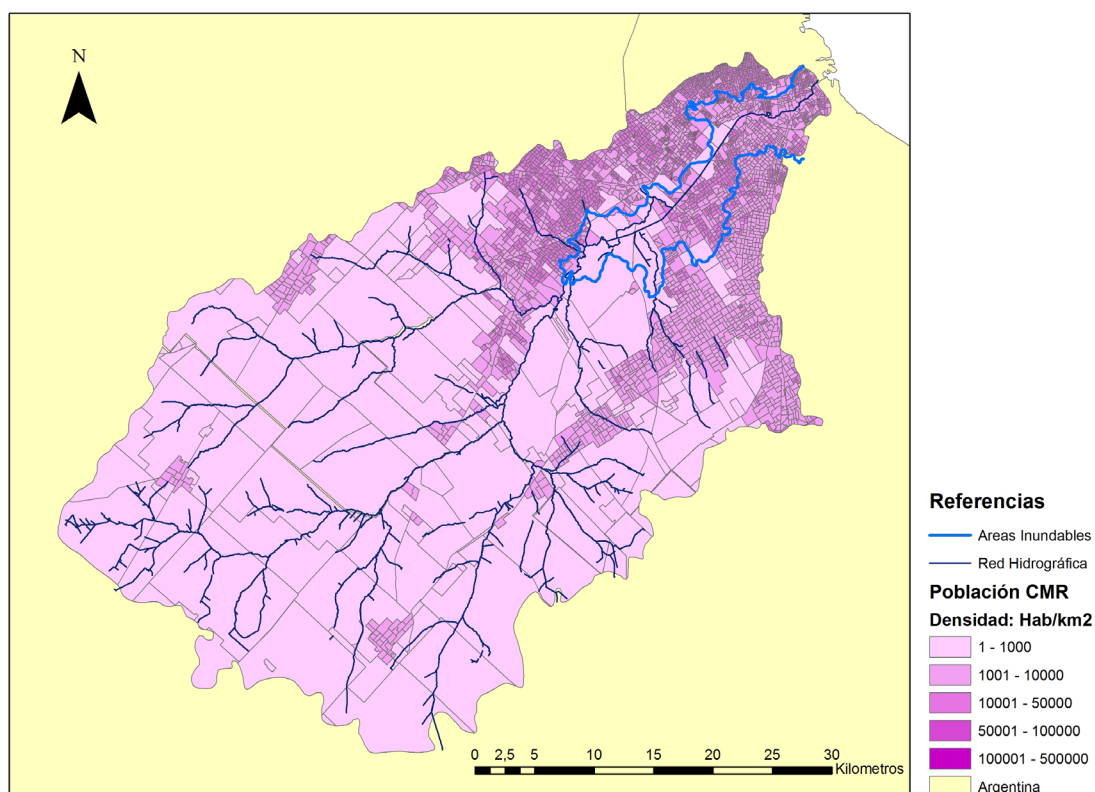 N
Referencias
Areas Inundables
Red Hidrográfica
Población CMR
Densidad: Hab/km2
1 - 1000
1001 - 10000
10001 - 50000
50001 - 100000
100001 - 500000
Argentina
0 2,5 5 10 15 20 25 30
Kilometros